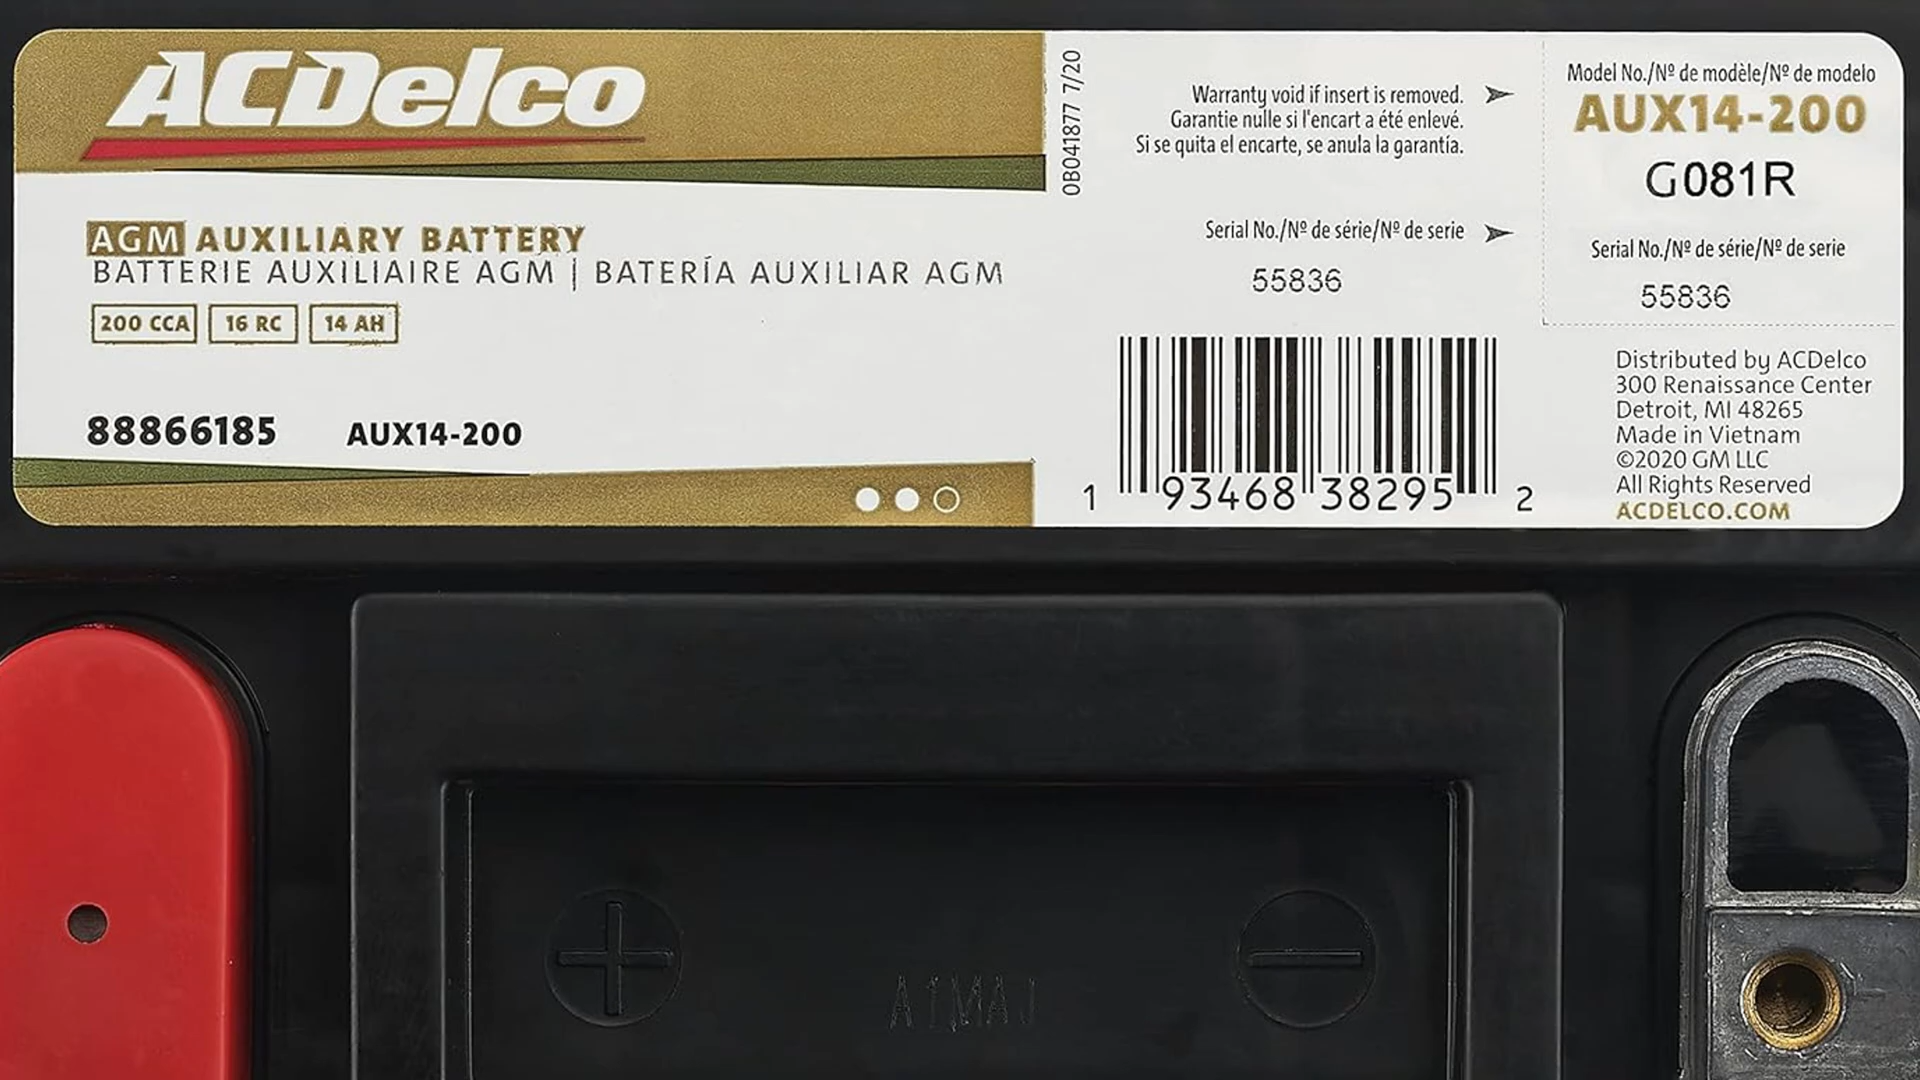 ACDelco
AGM AUXILIARY BATTERY
BATTERIE AUXILIAIRE AGM | BATERÍA AUXILIAR AGM
200 CCA 16 RC 14 AH
88866185 AUX14-200
0B041877 7/20
Warranty void if insert is removed.
Garantie nulle si l'encart a été enlevé.
Si se quita el encarte, se anula la garantía.
Serial No./Nº de série/Nº de serie
55836
1 93468 38295 2
Model No./Nº de modèle/Nº de modelo
AUX14-200
G081R
Serial No./Nº de série/Nº de serie
55836
Distributed by ACDelco
300 Renaissance Center
Detroit, MI 48265
Made in Vietnam
©2020 GM LLC
All Rights Reserved
ACDELCO.COM
+ −